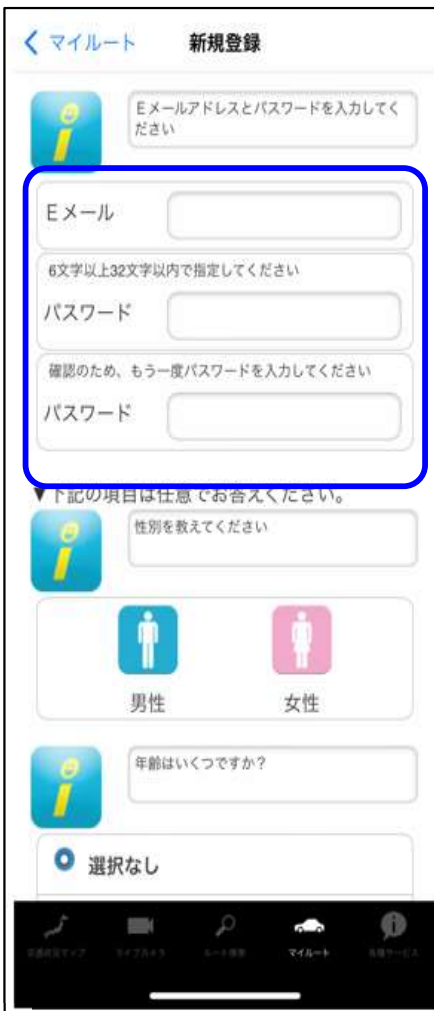 マイルート 新規登録
Eメールアドレスとパスワードを入力してく
ださい
Eメール
6文字以上32文字以内で指定してください
パスワード
確認のため、もう一度パスワードを入力してください
パスワード
▼下記の項目は任意でお答えください。
性別を教えてください
男性 女性
年齢はいくつですか?
選択なし
マイルート